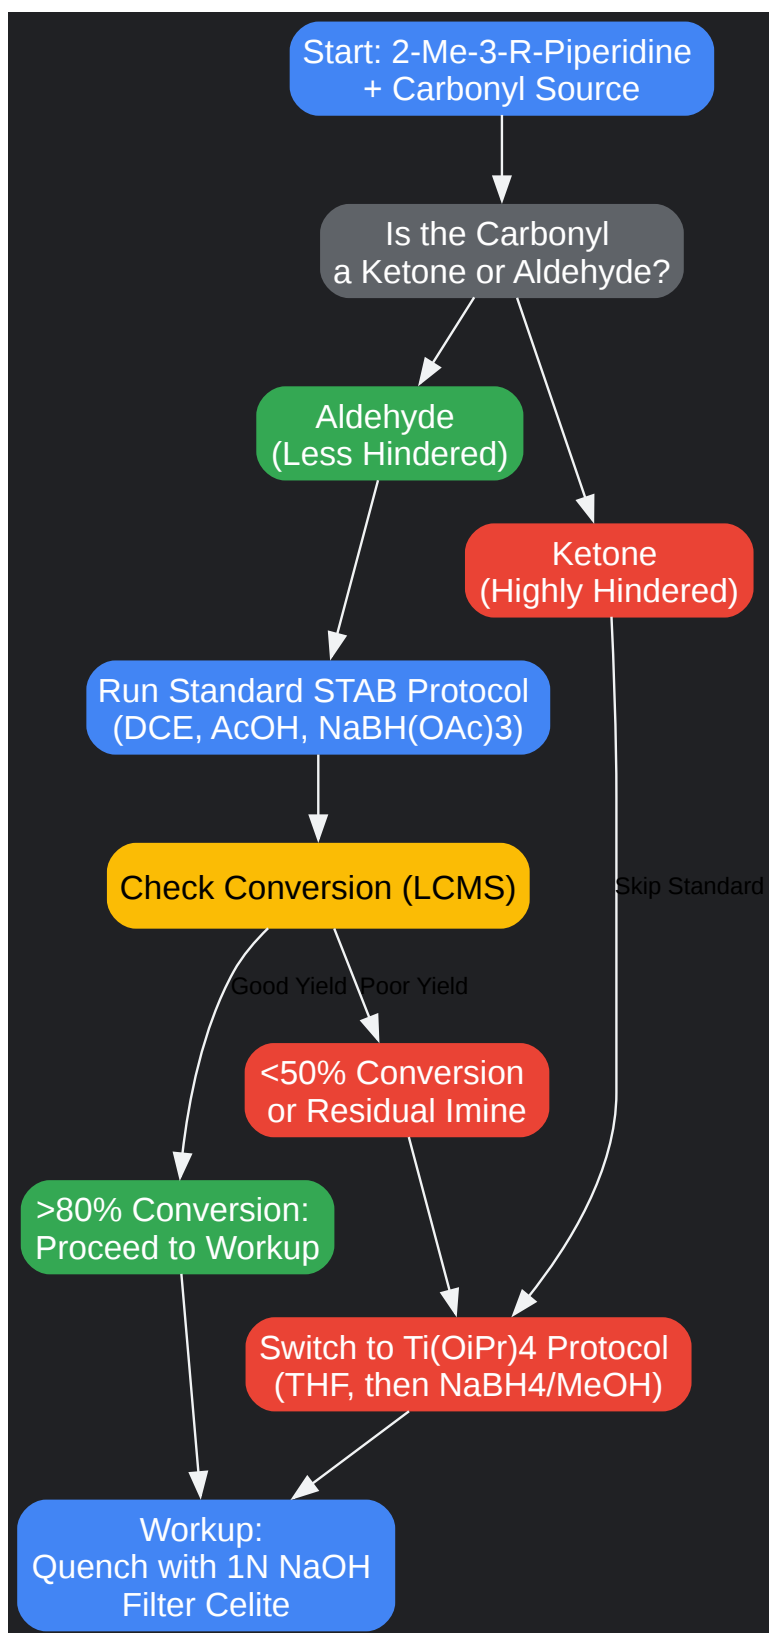 Start: 2-Me-3-R-Piperidine
+ Carbonyl Source
Is the Carbonyl
a Ketone or Aldehyde?
Aldehyde
(Less Hindered)
Ketone
(Highly Hindered)
Run Standard STAB Protocol
(DCE, AcOH, NaBH(OAc)3)
Check Conversion (LCMS)
Skip Standard
Good Yield
Poor Yield
<50% Conversion
or Residual Imine
>80% Conversion:
Proceed to Workup
Switch to Ti(OiPr)4 Protocol
(THF, then NaBH4/MeOH)
Workup:
Quench with 1N NaOH
Filter Celite